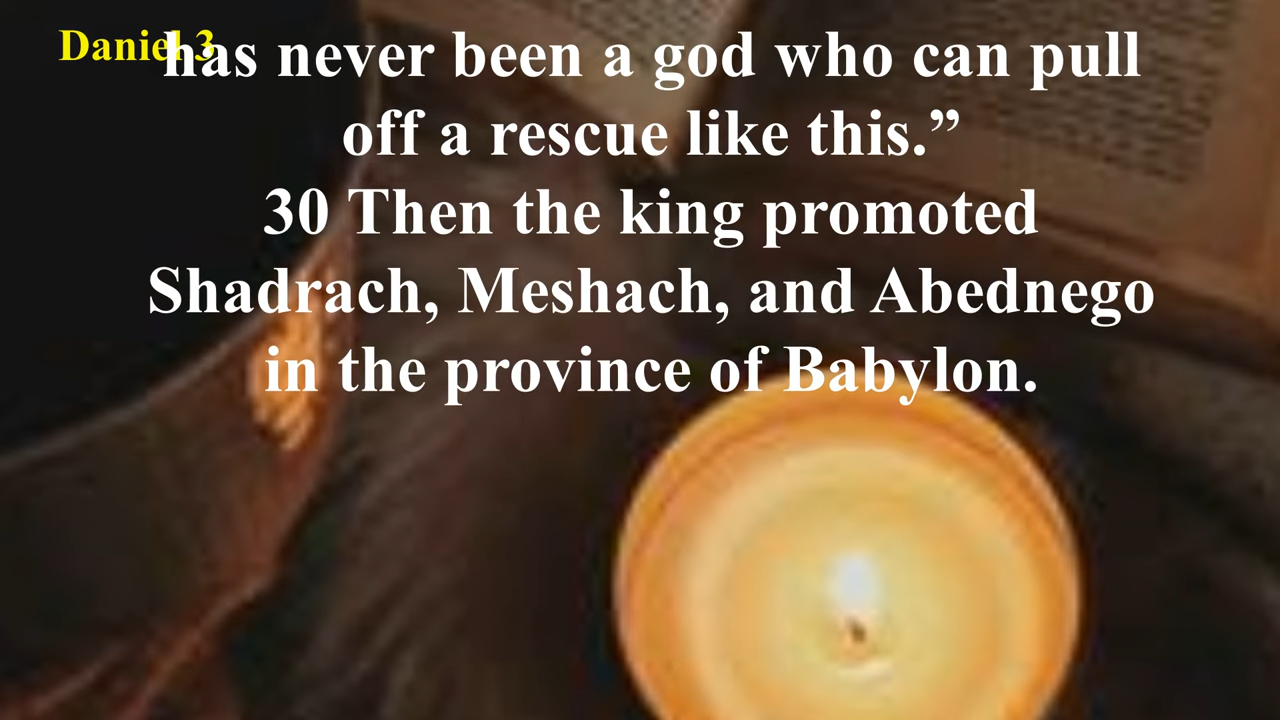 Daniel 3
has never been a god who can pull
off a rescue like this.”
30 Then the king promoted
Shadrach, Meshach, and Abednego
in the province of Babylon.